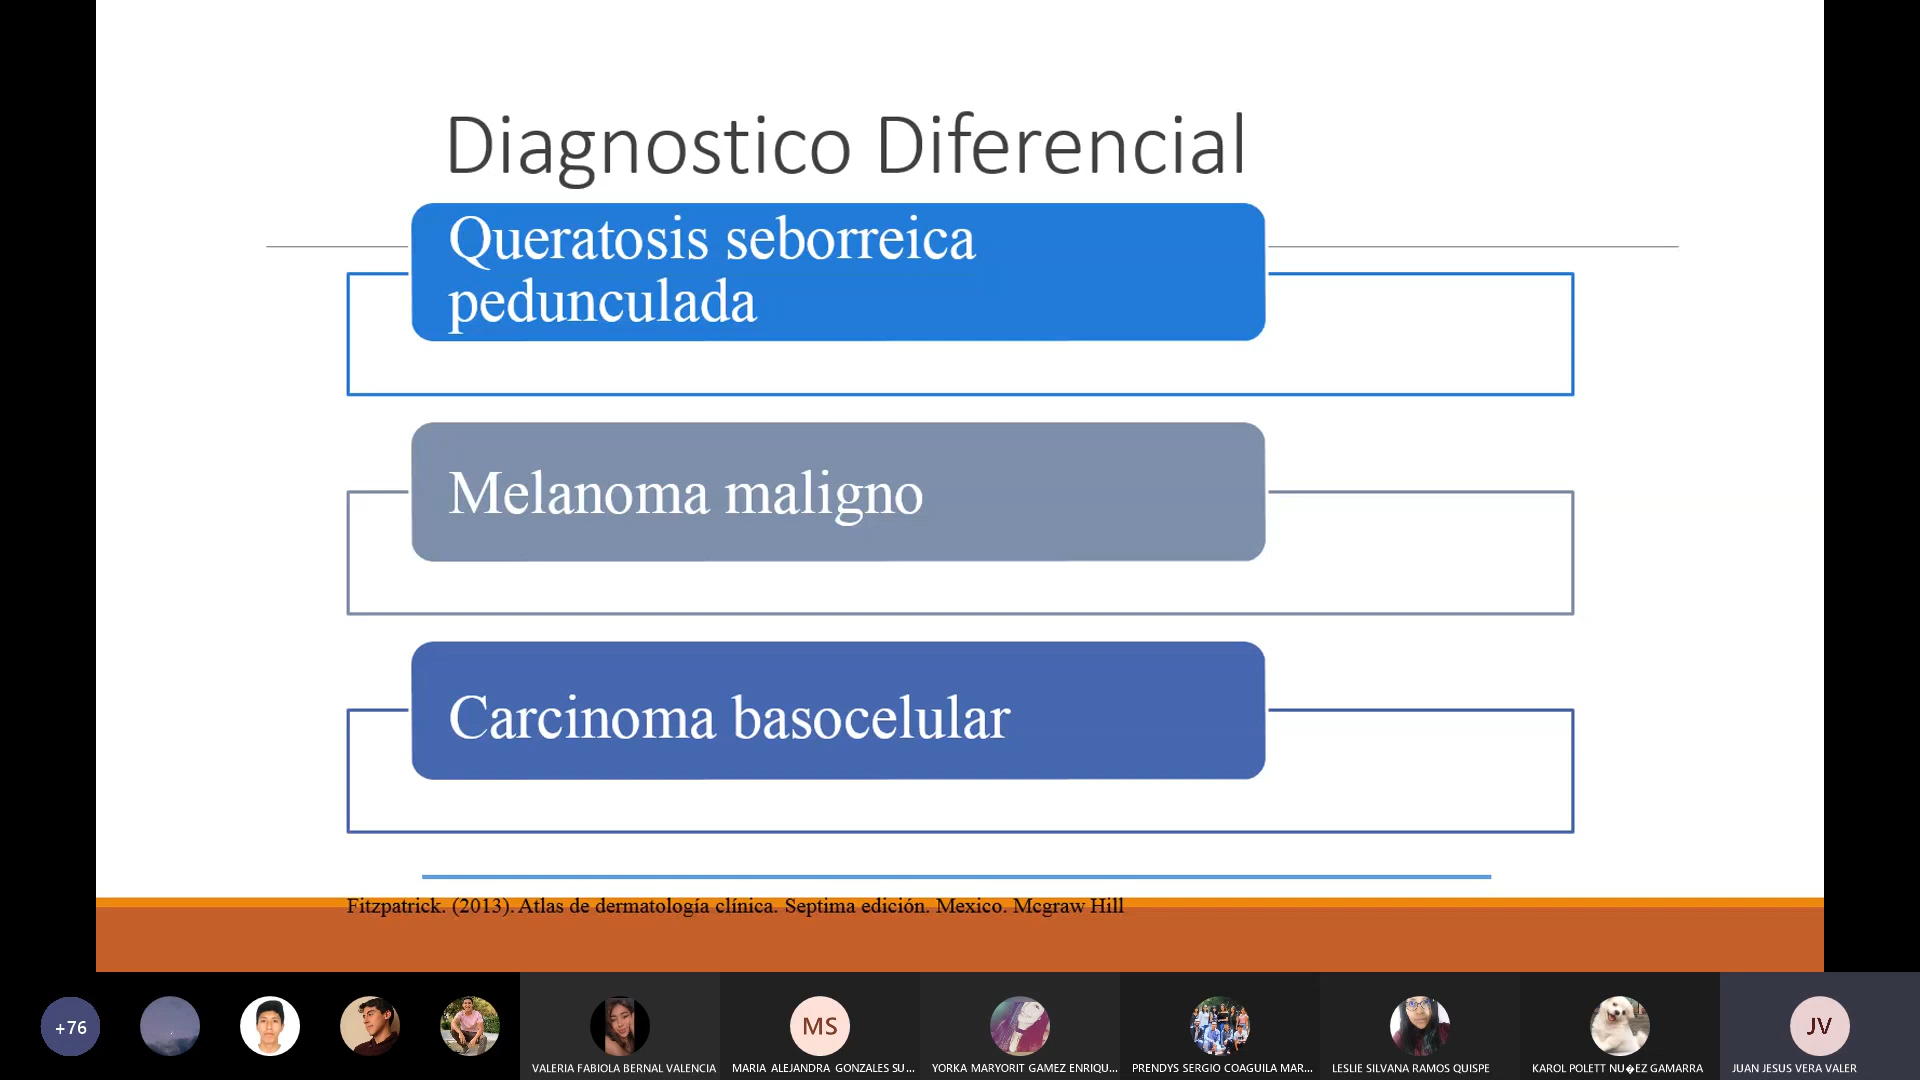 Diagnostico Diferencial
Queratosis seborreica
pedunculada
Melanoma maligno
Carcinoma basocelular
Fitzpatrick. (2013). Atlas de dermatología clínica. Septima edición. Mexico. Mcgraw Hill
+76
MS
JV
VALERIA FABIOLA BERNAL VALENCIA
MARIA ALEJANDRA GONZALES SU...
YORKA MARYORIT GAMEZ ENRIQU...
PRENDYS SERGIO COAGUILA MAR...
LESLIE SILVANA RAMOS QUISPE
KAROL POLETT NU�EZ GAMARRA
JUAN JESUS VERA VALER